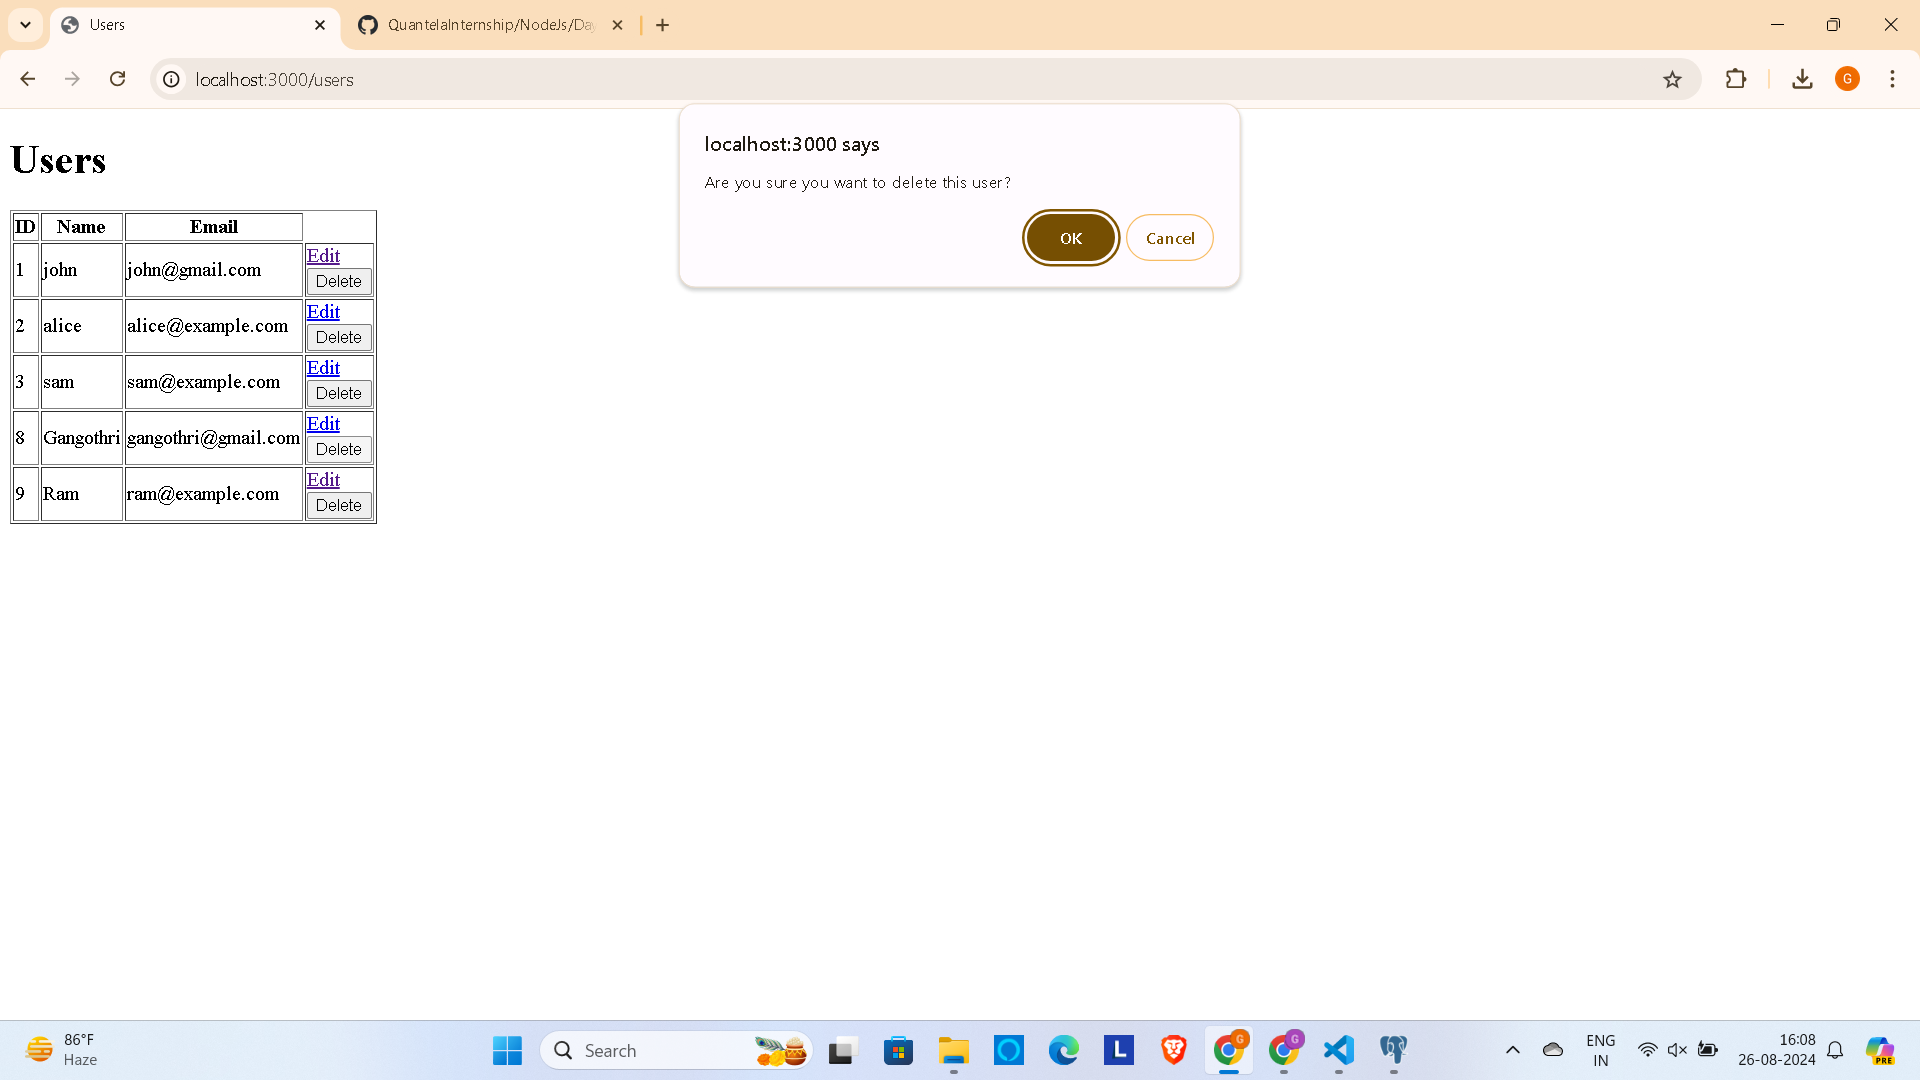 Users
QuantelaInternship/NodeJs/Day
localhost:3000/users
G
localhost:3000 says
Are you sure you want to delete this user?
OK
Cancel
Users
ID Name Email
1 john john@gmail.com Edit
Delete
2 alice alice@example.com Edit
Delete
3 sam sam@example.com Edit
Delete
8 Gangothri gangothri@gmail.com Edit
Delete
9 Ram ram@example.com Edit
Delete
86°F
Haze
Search
L
G
G
ENG
IN
16:08
26-08-2024
PRE